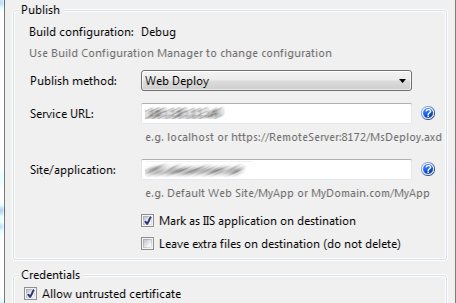 Publish
Build configuration: Debug
Use Build Configuration Manager to change configuration
Publish method: Web Deploy
Service URL:
e.g. localhost or https://RemoteServer:8172/MsDeploy.axd
Site/application:
e.g. Default Web Site/MyApp or MyDomain.com/MyApp
Mark as IIS application on destination
Leave extra files on destination (do not delete)
Credentials
Allow untrusted certificate